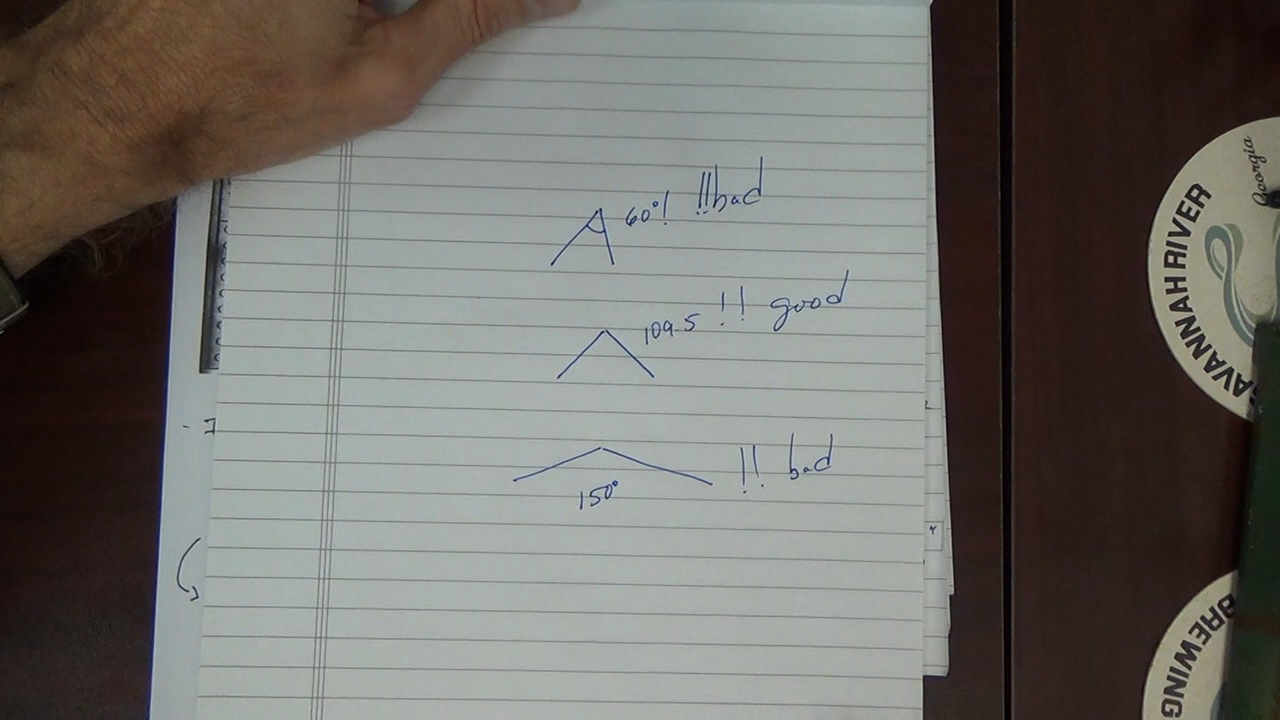 60°! !!bad
109.5 !! good
150° !! bad
SAVANNAH RIVER
Georgia
BREWING